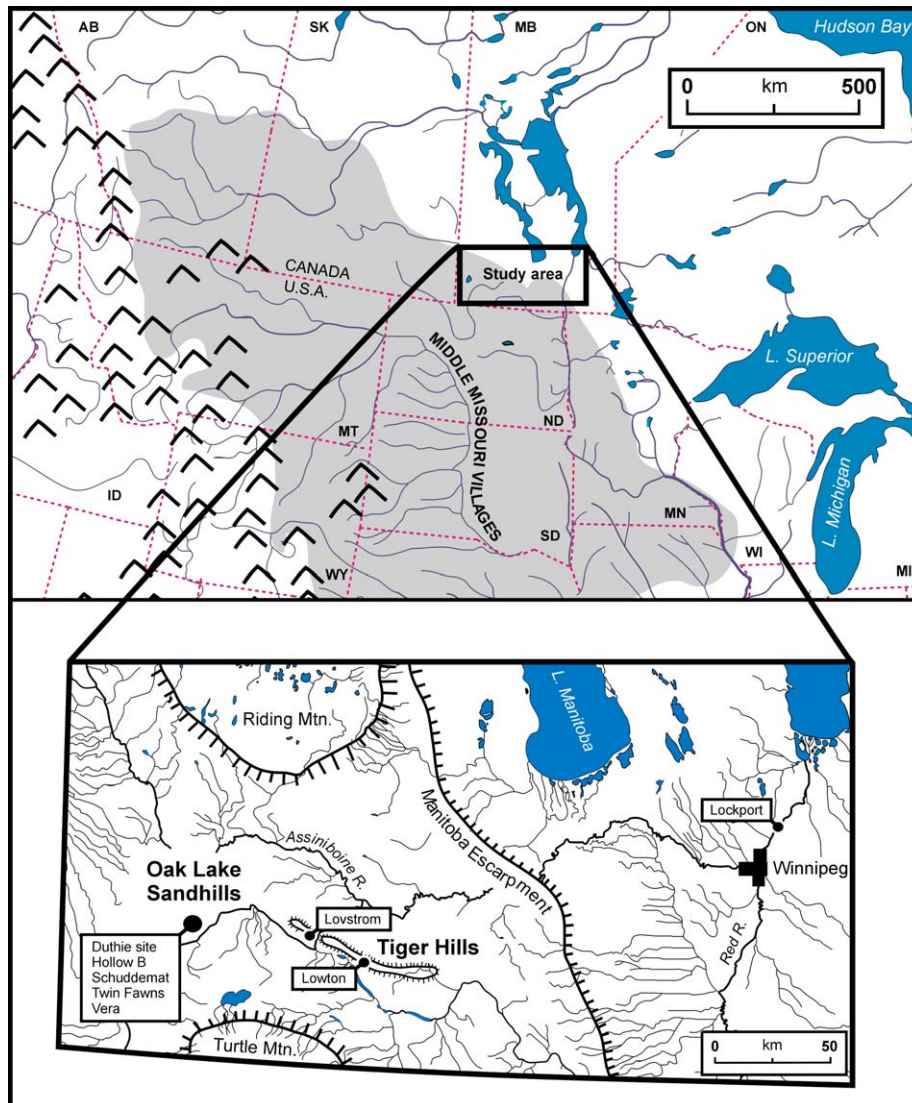 AB
SK
MB
ON
Hudson Bay
0 km 500
CANADA
U.S.A.
Study area
L. Superior
MIDDLE MISSOURI VILLAGES
MT
ND
ID
L. Michigan
MN
SD
WI
WY
MI
Riding Mtn.
L. Manitoba
Manitoba Escarpment
Lockport
Assiniboine R.
Winnipeg
Oak Lake
Sandhills
Lovstrom
Tiger Hills
Red R.
Duthie site
Hollow B
Schuddemat
Twin Fawns
Vera
Lowton
Turtle Mtn.
0 km 50